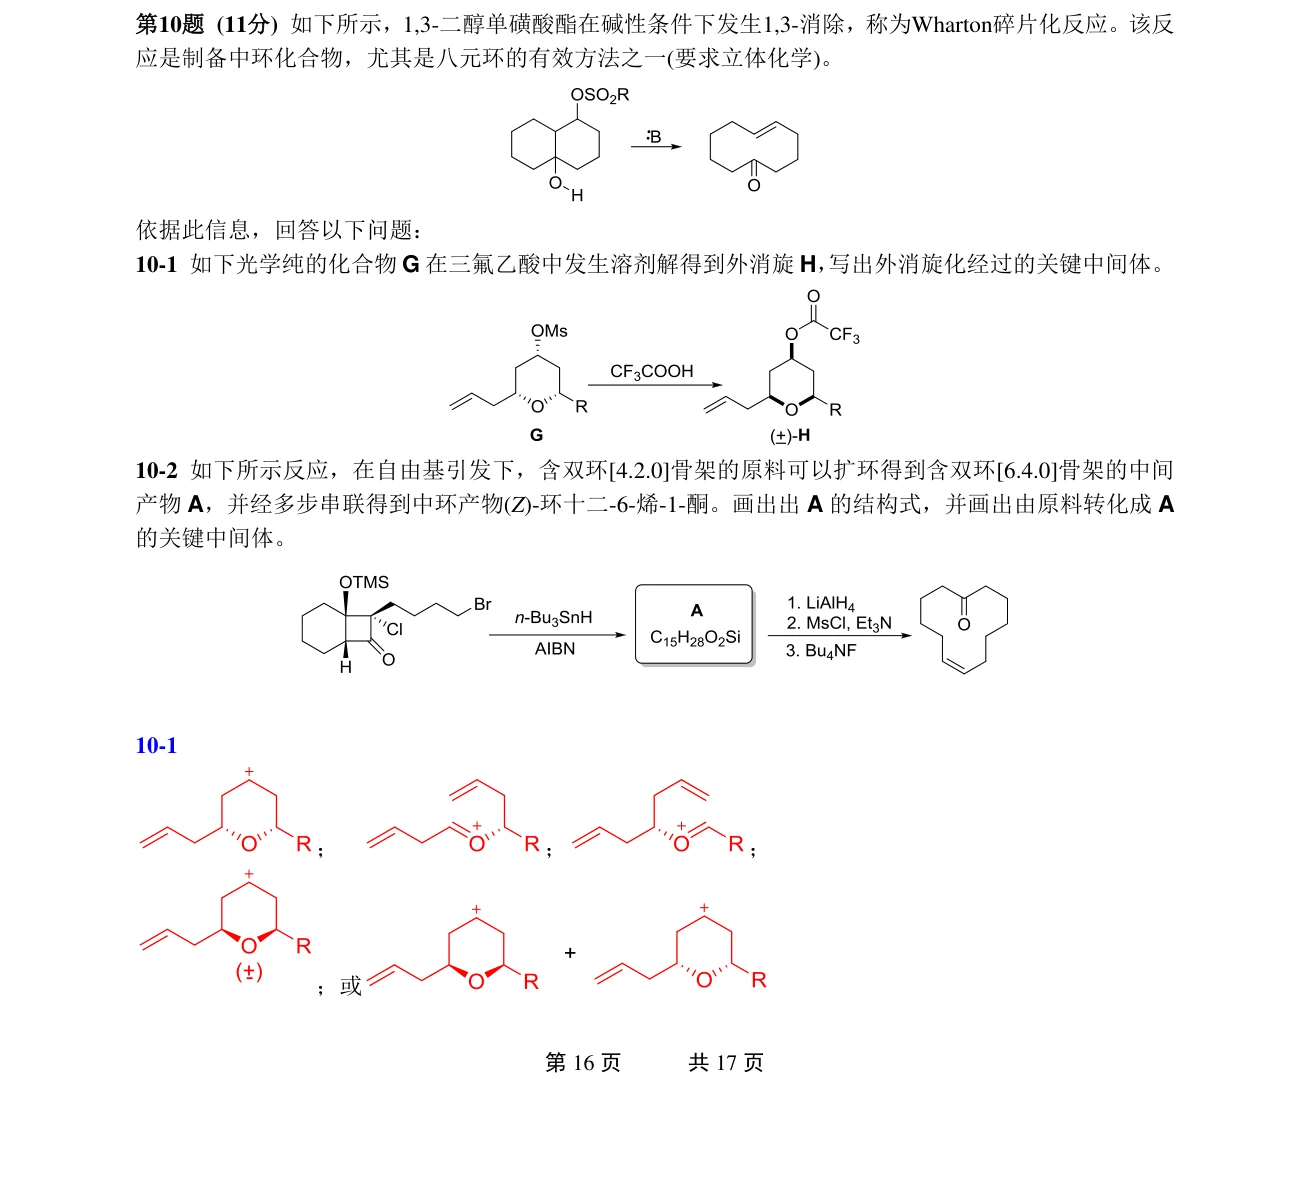 第10题 (11分) 如下所示，1,3-二醇单磺酸酯在碱性条件下发生1,3-消除，称为Wharton碎片化反应。该反
应是制备中环化合物，尤其是八元环的有效方法之一(要求立体化学)。
OSO2R
:B
O
H
O
依据此信息，回答以下问题：
10-1 如下光学纯的化合物 G 在三氟乙酸中发生溶剂解得到外消旋 H，写出外消旋化经过的关键中间体。
O
OMs
O
CF3
CF3COOH
O
R
O
R
G
(±)-H
10-2 如下所示反应，在自由基引发下，含双环[4.2.0]骨架的原料可以扩环得到含双环[6.4.0]骨架的中间
产物 A，并经多步串联得到中环产物(Z)-环十二-6-烯-1-酮。画出出 A 的结构式，并画出由原料转化成 A
的关键中间体。
OTMS
Br
Cl
O
H
n-Bu3SnH
AIBN
A
C15H28O2Si
1. LiAlH4
2. MsCl, Et3N
3. Bu4NF
O
10-1
+
O
R
；
+
O
R
；
+
O
R
；
+
O
R
(±)
；或
+
O
R
+
+
O
R
第 16 页 共 17 页